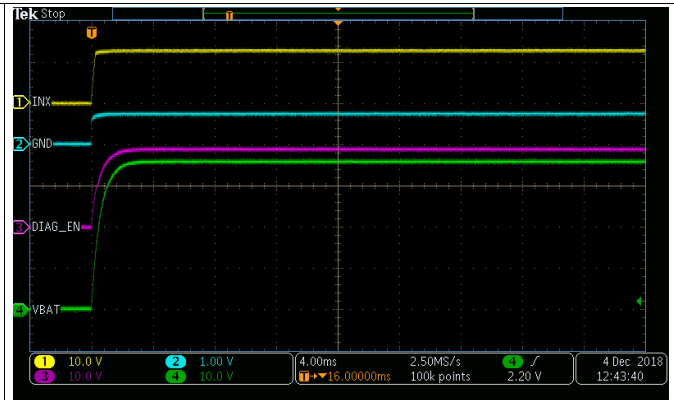 Tek Stop
T
T
1 INX
2 GND
3 DIAG_EN
4 VBAT
1 10.0 V 2 1.00 V 4.00ms 2.50MS/s 4 4 Dec 2018
3 10.0 V 4 10.0 V T→▼16.00000ms 100k points 2.20 V 12:43:40